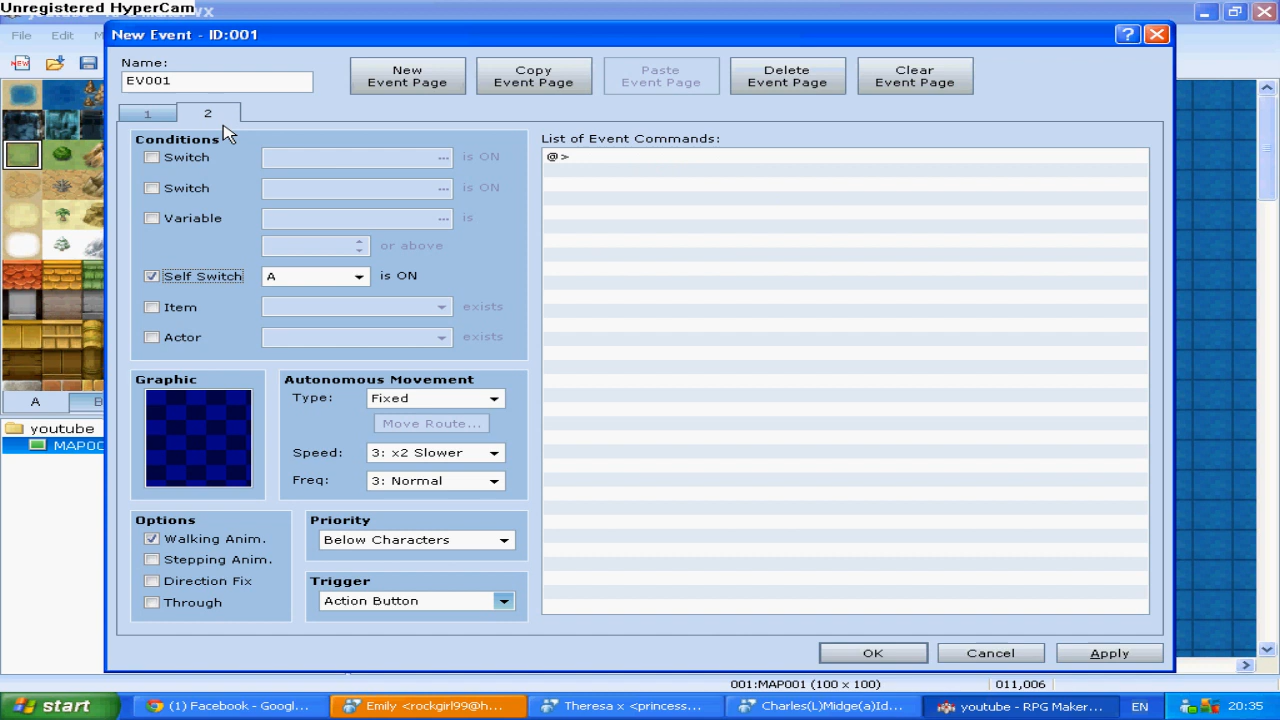 Unregistered HyperCam
File Edit
New Event - ID:001
Name:
EV001
New Event Page
Copy Event Page
Paste Event Page
Delete Event Page
Clear Event Page
1 2
Conditions
Switch ... is ON
Switch ... is ON
Variable ... is
or above
Self Switch A is ON
Item exists
Actor exists
Graphic
Autonomous Movement
Type: Fixed
Move Route...
Speed: 3: x2 Slower
Freq: 3: Normal
Options
Walking Anim.
Stepping Anim.
Direction Fix
Through
Priority
Below Characters
Trigger
Action Button
List of Event Commands:
@>
A B
youtube
MAP00
OK Cancel Apply
001:MAP001 (100 x 100) 011,006
start (1) Facebook - Googl... Emily <rockgirl99@h... Theresa x <princess... Charles(L)Midge(a)Id... youtube - RPG Maker... EN 20:35